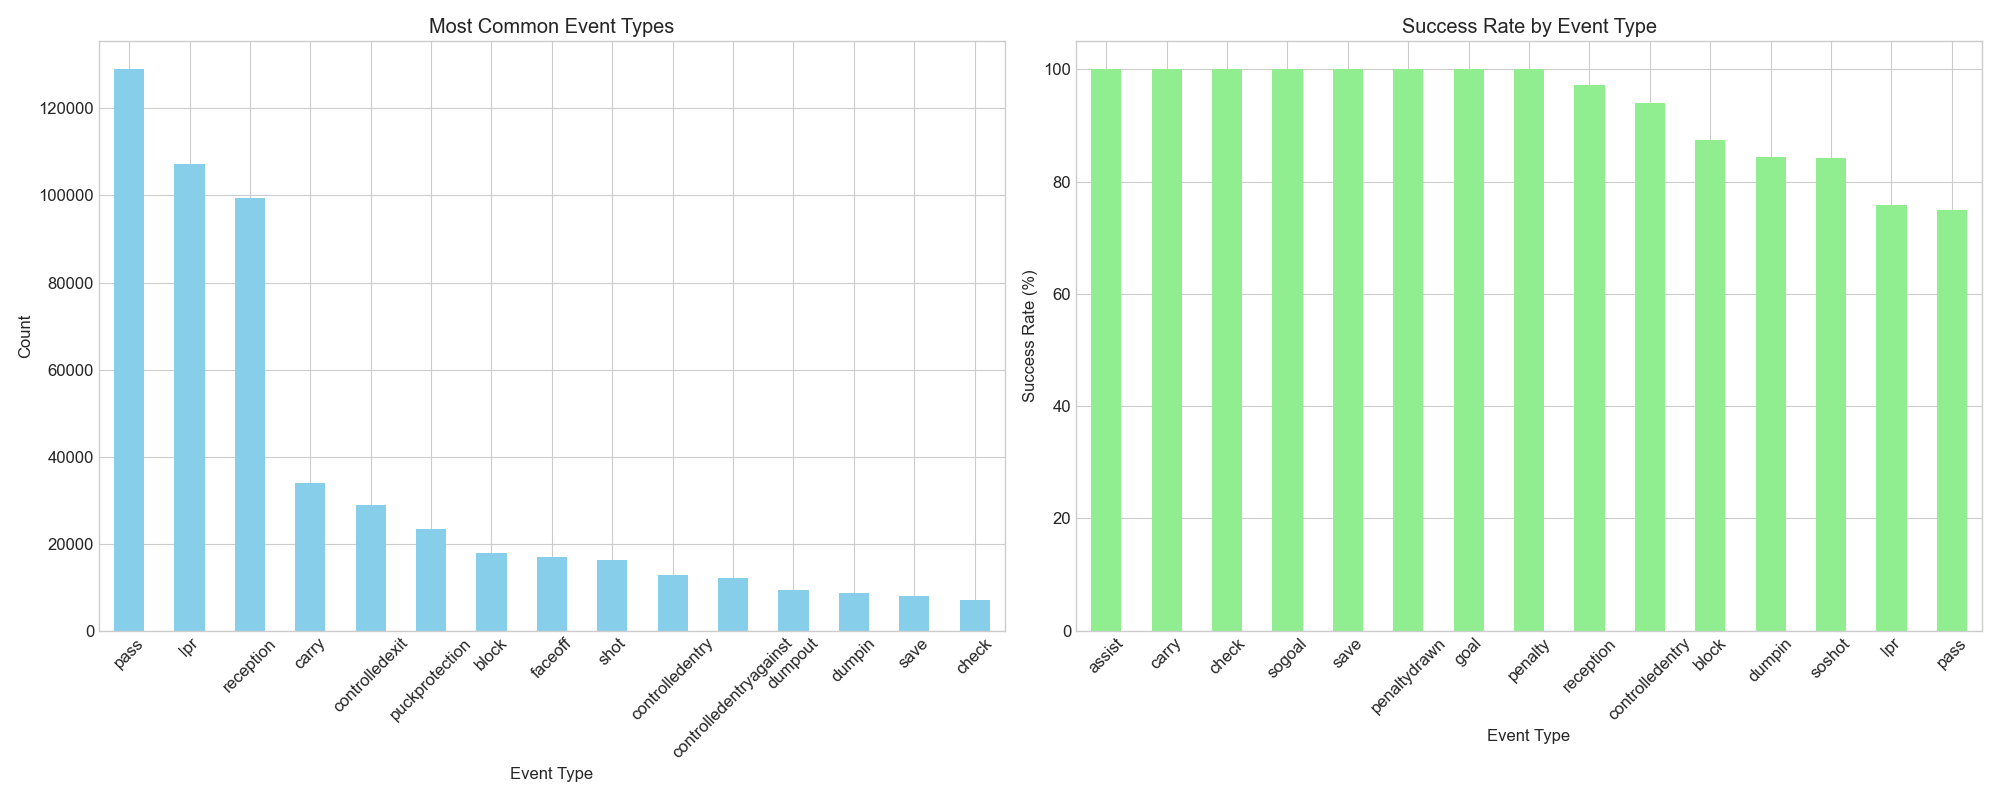 Most Common Event Types
Count
120000
100000
80000
60000
40000
20000
0
pass
lpr
reception
carry
controlledexit
puckprotection
block
faceoff
shot
controlledentry
controlledentryagainst
dumpout
dumpin
save
check
Event Type
Success Rate by Event Type
Success Rate (%)
100
80
60
40
20
0
assist
carry
check
sogoal
save
penaltydrawn
goal
penalty
reception
controlledentry
block
dumpin
soshot
lpr
pass
Event Type